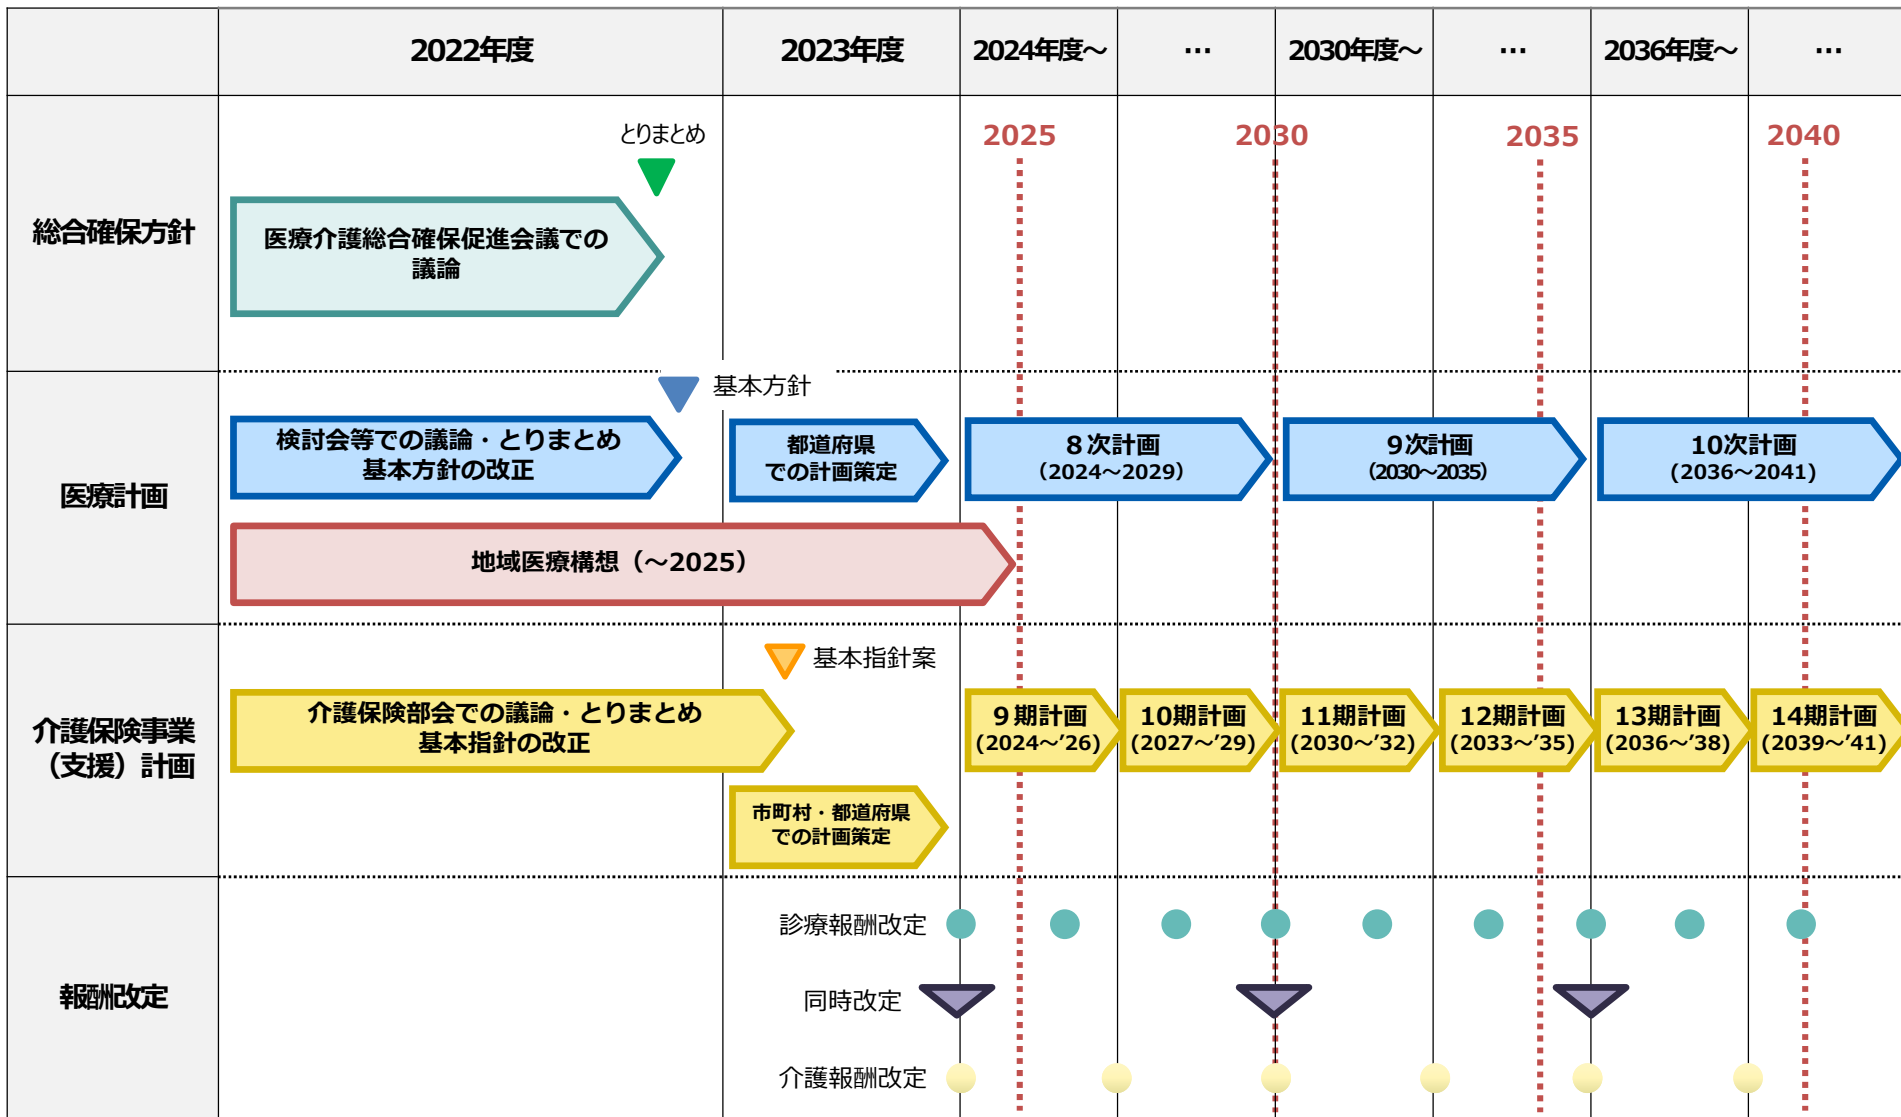 2022年度
2023年度
2024年度～
…
2030年度～
…
2036年度～
…
総合確保方針
とりまとめ
医療介護総合確保促進会議での
議論
2025
2030
2035
2040
医療計画
基本方針
検討会等での議論・とりまとめ
基本方針の改正
都道府県
での計画策定
８次計画
（2024～2029）
９次計画
（2030～2035）
10次計画
（2036～2041）
地域医療構想（～2025）
介護保険事業
（支援）計画
基本指針案
介護保険部会での議論・とりまとめ
基本指針の改正
９期計画
(2024～’26)
10期計画
(2027～’29)
11期計画
(2030～’32)
12期計画
(2033～’35)
13期計画
(2036～’38)
14期計画
(2039～’41)
市町村・都道府県
での計画策定
報酬改定
診療報酬改定
同時改定
介護報酬改定